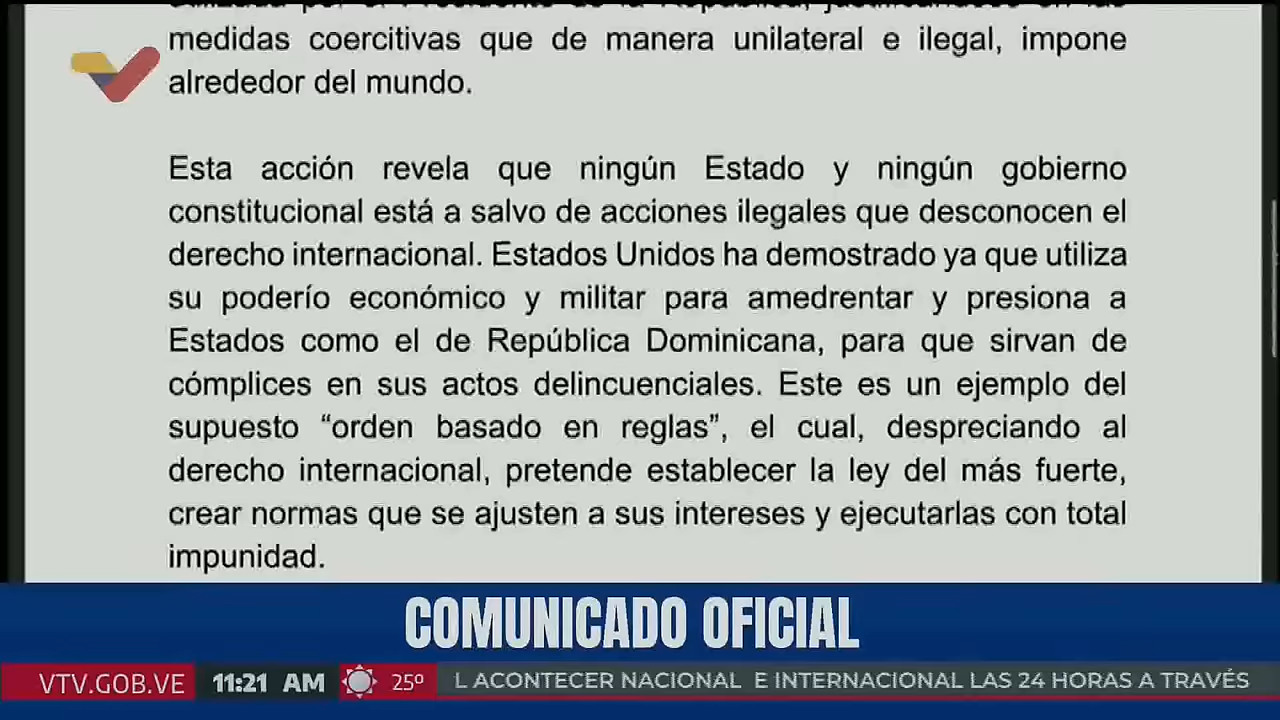 medidas coercitivas que de manera unilateral e ilegal, impone
alrededor del mundo.
Esta acción revela que ningún Estado y ningún gobierno
constitucional está a salvo de acciones ilegales que desconocen el
derecho internacional. Estados Unidos ha demostrado ya que utiliza
su poderío económico y militar para amedrentar y presiona a
Estados como el de República Dominicana, para que sirvan de
cómplices en sus actos delincuenciales. Este es un ejemplo del
supuesto “orden basado en reglas”, el cual, despreciando al
derecho internacional, pretende establecer la ley del más fuerte,
crear normas que se ajusten a sus intereses y ejecutarlas con total
impunidad.
COMUNICADO OFICIAL
VTV.GOB.VE 11:21 AM 25º L ACONTECER NACIONAL E INTERNACIONAL LAS 24 HORAS A TRAVÉS